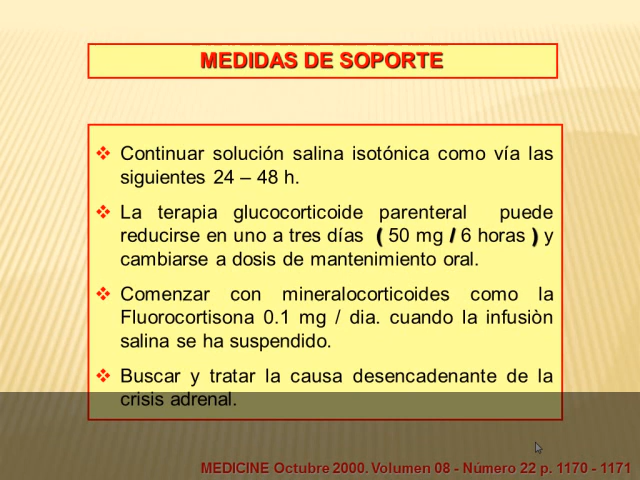 MEDIDAS DE SOPORTE
❖ Continuar solución salina isotónica como vía las
siguientes 24 – 48 h.
❖ La terapia glucocorticoide parenteral puede
reducirse en uno a tres días ( 50 mg / 6 horas ) y
cambiarse a dosis de mantenimiento oral.
❖ Comenzar con mineralocorticoides como la
Fluorocortisona 0.1 mg / dia. cuando la infusiòn
salina se ha suspendido.
❖ Buscar y tratar la causa desencadenante de la
crisis adrenal.
MEDICINE Octubre 2000. Volumen 08 - Número 22 p. 1170 - 1171